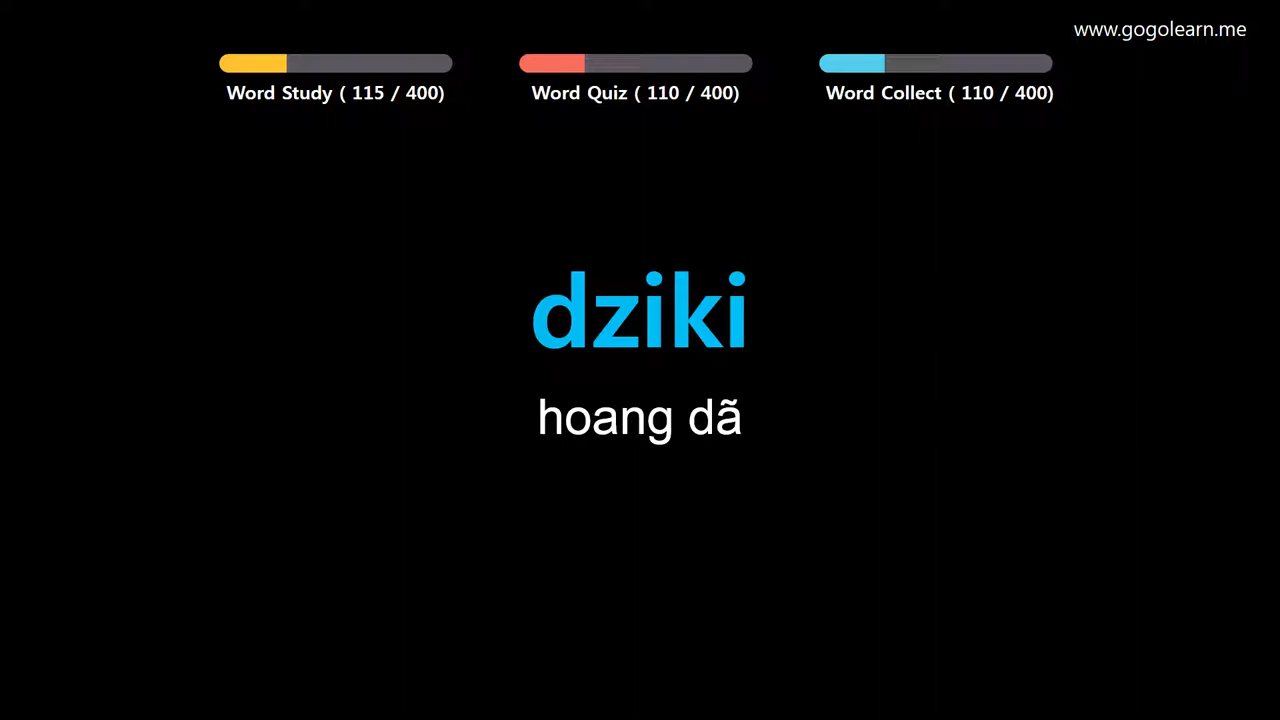 www.gogolearn.me
Word Study ( 115 / 400)
Word Quiz ( 110 / 400)
Word Collect ( 110 / 400)
dziki
hoang dã